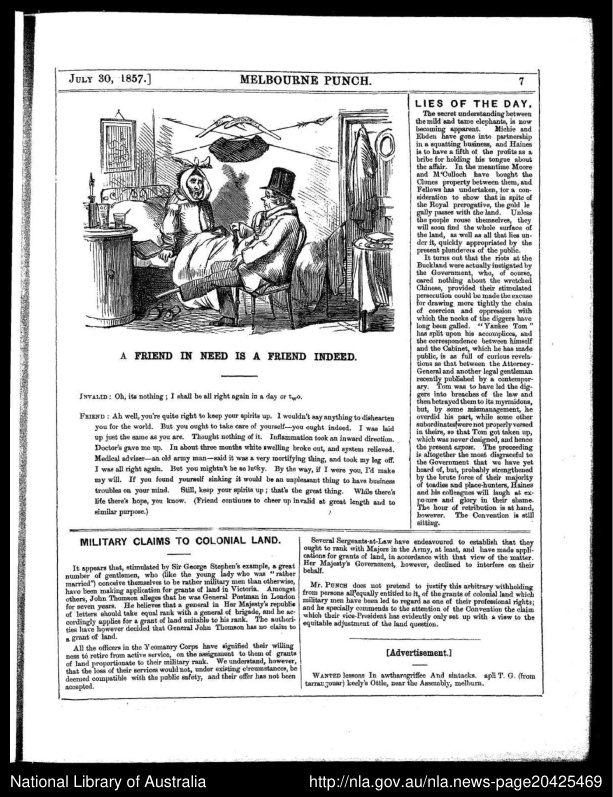 JULY 30, 1857.]
MELBOURNE PUNCH.
7
A FRIEND IN NEED IS A FRIEND INDEED.
INVALID : Oh, its nothing ; I shall be all right again in a day or two.
FRIEND : Ah well, you're quite right to keep your spirits up. I wouldn't say anything to dishearten
you for the world. But you ought to take care of yourself—you ought indeed. I was laid
up just the same as you are. Thought nothing of it. Inflammation took an inward direction.
Doctor's gave me up. In about three months white swelling broke out, and system relieved.
Medical adviser—an old army man—said it was a very mortifying thing, and took my leg off.
I was all right again. But you mightn't be so lucky. By the way, if I were you, I'd make
my will. If you found yourself sinking it would be an unpleasant thing to have business
troubles on your mind. Still, keep your spirits up ; that's the great thing. While there's
life there's hope, you know. (Friend continues to cheer up invalid at great length and to
similar purpose.)
LIES OF THE DAY.
The secret understanding between
the mild and tame elephants, is now
becoming apparent. Michie and
Ebden have gone into partnership
in a squatting business, and Haines
is to have a fifth of the profits as a
bribe for holding his tongue about
the affair. In the meantime Moore
and M'Culloch have bought the
Clunes property between them, and
Fellows has undertaken, for a con-
sideration to show that in spite of
the Royal prerogative, the gold le
gally passes with the land. Unless
the people rouse themselves, they
will soon find the whole surface of
the land, as well as all that lies un-
der it, quickly appropriated by the
present plunderers of the public.
It turns out that the riots at the
Buckland were actually instigated by
the Government, who, of course,
cared nothing about the wretched
Chinese, provided their stimulated
persecution could be made the excuse
for drawing more tightly the chain
of coercion and oppression with
which the necks of the diggers have
long been galled. "Yankee Tom"
has split upon his accomplices, and
the correspondence between himself
and the Cabinet, which he has made
public, is as full of curious revela-
tions as that between the Attorney-
General and another legal gentleman
recently published by a contempor-
ary. Tom was to have led the dig-
gers into breaches of the law and
then betrayed them to its myrmidons,
but, by some mismanagement, he
overdid his part, while some other
subordinates were not properly versed
in theirs, so that Tom got taken up,
which was never designed, and hence
the present expose. The proceeding
is altogether the most disgraceful to
the Government that we have yet
heard of, but, probably strengthened
by the brute force of their majority
of toadies and place-hunters, Haines
and his colleagues will laugh at ex-
posure and glory in their shame.
The hour of retribution is at hand,
however. The Convention is still
sitting.
MILITARY CLAIMS TO COLONIAL LAND.
It appears that, stimulated by Sir George Stephen's example, a great
number of gentlemen, who (like the young lady who was "rather
married") conceive themselves to be rather military men than otherwise,
have been making application for grants of land in Victoria. Amongst
others, John Thomson alleges that he was General Postman in London
for seven years. He believes that a general in Her Majesty's republic
of letters should take equal rank with a general of brigade, and he ac-
cordingly applies for a grant of land suitable to his rank. The authori-
ties have however decided that General John Thomson has no claim to
a grant of land.
All the officers in the Yeomanry Corps have signified their willing
ness to retire from active service, on the assignment to them of grants
of land proportionate to their military rank. We understand, however,
that the loss of their services would not, under existing circumstances, be
deemed compatible with the public safety, and their offer has not been
accepted.
Several Sergeants-at-Law have endeavoured to establish that they
ought to rank with Majors in the Army, at least, and have made appli-
cations for grants of land, in accordance with that view of the matter.
Her Majesty's Government, however, declined to interfere on their
behalf.
Mr. PUNCH does not pretend to justify this arbitrary withholding
from persons all equally entitled to it, of the grants of colonial land which
military men have been led to regard as one of their professional rights;
and he specially commends to the attention of the Convention the claim
which their vice-President has evidently only set up with a view to the
equitable adjustment of the land question.
[Advertisement.]
WANTED lessons In awtharogriffee And sintacks. apli T. G. (from
keely's Ottle, near the Assembly, melburn.
National Library of Australia
http://nla.gov.au/nla.news-page20425469